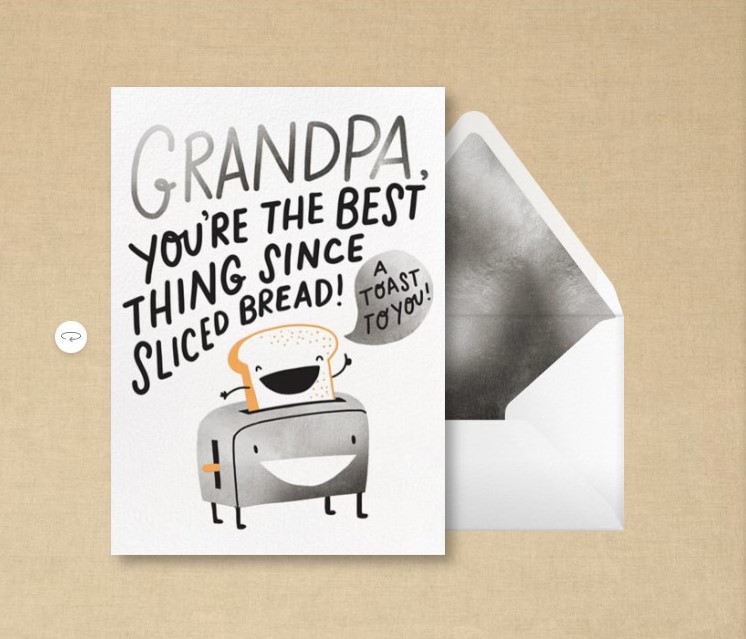 GRANDPA,
YOU'RE THE BEST
THING SINCE
SLICED BREAD!
A
TOAST
TO YOU!